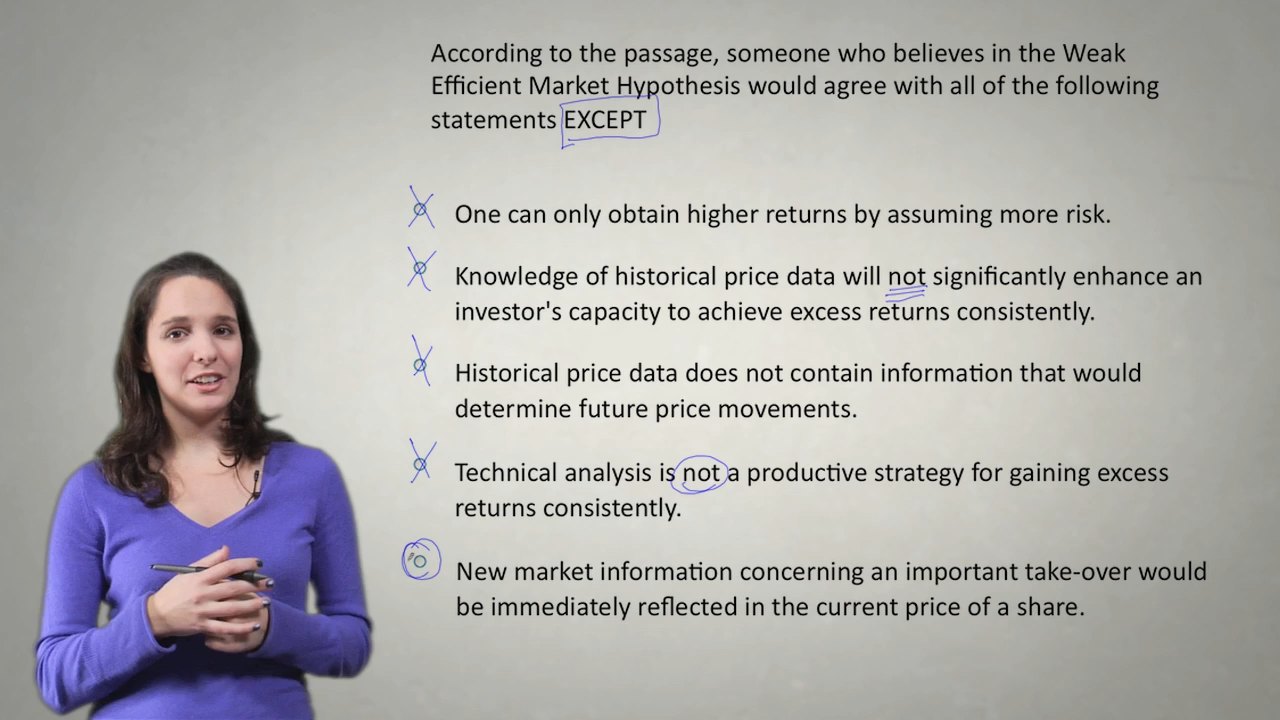 According to the passage, someone who believes in the Weak
Efficient Market Hypothesis would agree with all of the following
statements EXCEPT
One can only obtain higher returns by assuming more risk.
Knowledge of historical price data will not significantly enhance an
investor's capacity to achieve excess returns consistently.
Historical price data does not contain information that would
determine future price movements.
Technical analysis is not a productive strategy for gaining excess
returns consistently.
New market information concerning an important take-over would
be immediately reflected in the current price of a share.